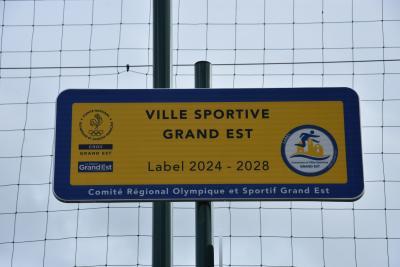 VILLE SPORTIVE
GRAND EST
CROS
GRAND EST
GrandEst
Label 2024 - 2028
GRAND EST
Comité Régional Olympique et Sportif Grand Est